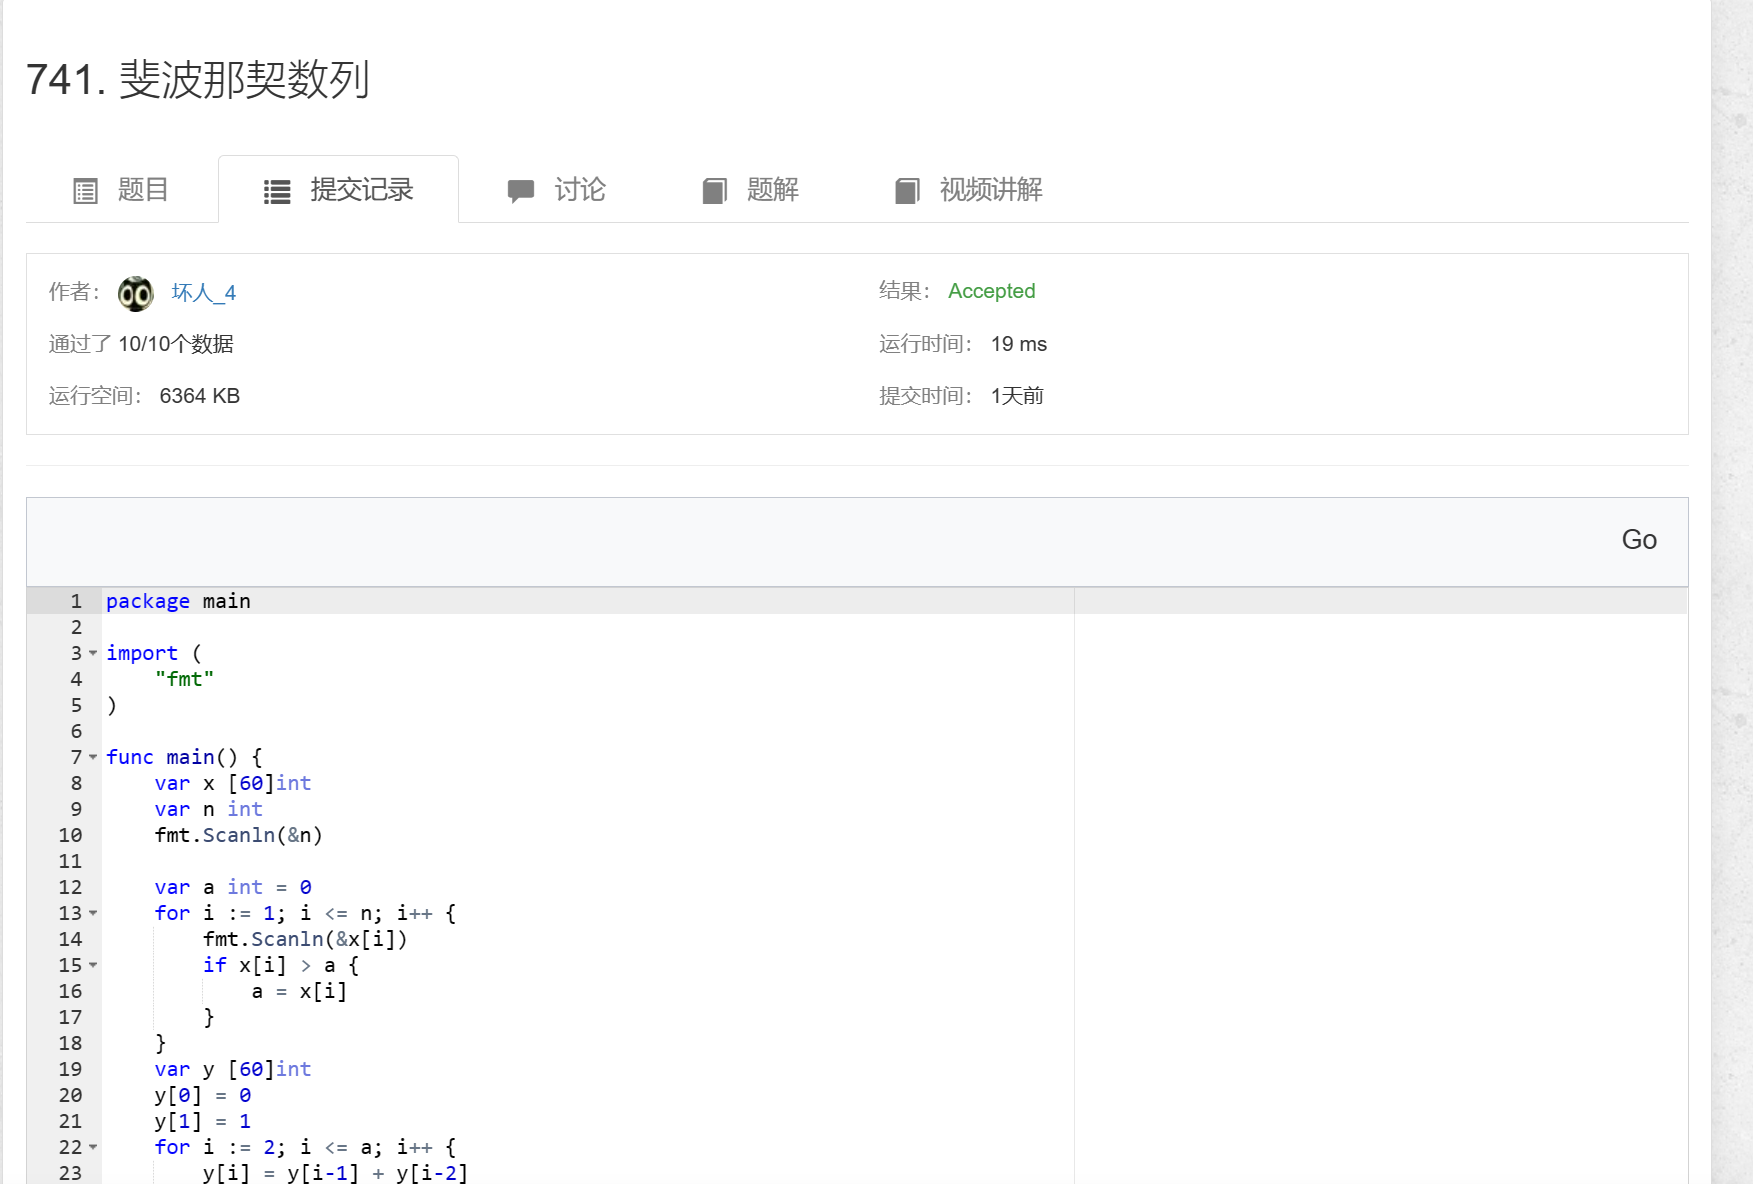 741. 斐波那契数列
题目 提交记录 讨论 题解 视频讲解
作者： 坏人_4 结果： Accepted
通过了 10/10个数据 运行时间： 19 ms
运行空间： 6364 KB 提交时间： 1天前
Go
1 package main
2
3 import (
4     "fmt"
5 )
6
7 func main() {
8     var x [60]int
9     var n int
10     fmt.Scanln(&n)
11
12     var a int = 0
13     for i := 1; i <= n; i++ {
14         fmt.Scanln(&x[i])
15         if x[i] > a {
16             a = x[i]
17         }
18     }
19     var y [60]int
20     y[0] = 0
21     y[1] = 1
22     for i := 2; i <= a; i++ {
23         y[i] = y[i-1] + y[i-2]